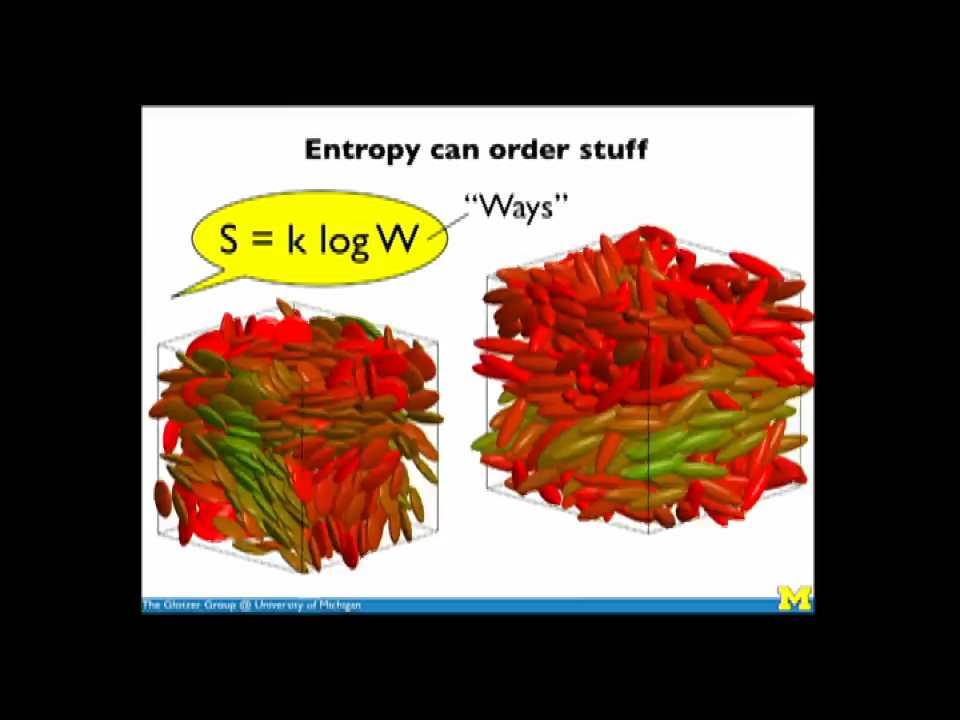 Entropy can order stuff
“Ways”
S = k log W
The Glotzer Group @ University of Michigan
M